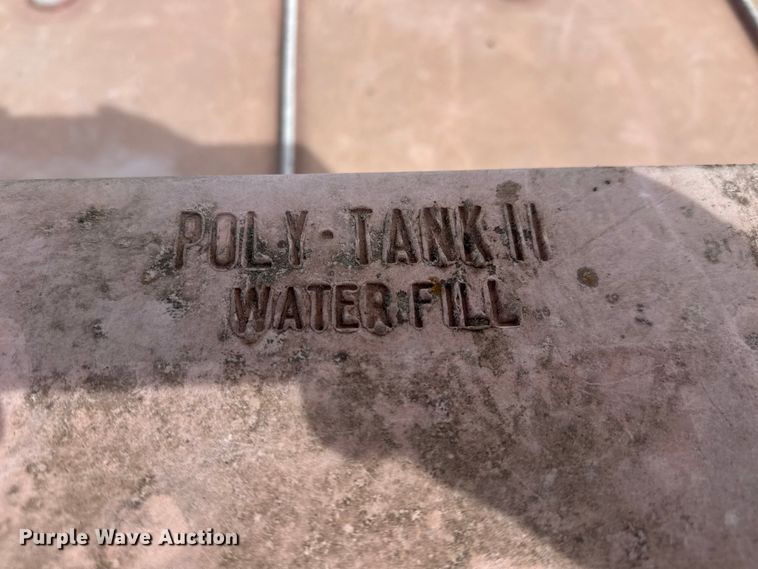 POLY-TANK II
WATER FILL
Purple Wave Auction